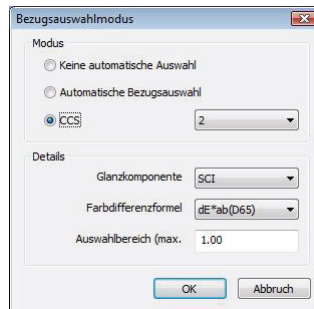 Bezugsauswahlmodus
Modus
Keine automatische Auswahl
Automatische Bezugsauswahl
CCS 2
Details
Glanzkomponente SCI
Farbdifferenzformel dE*ab(D65)
Auswahlbereich (max. 1.00
OK Abbruch